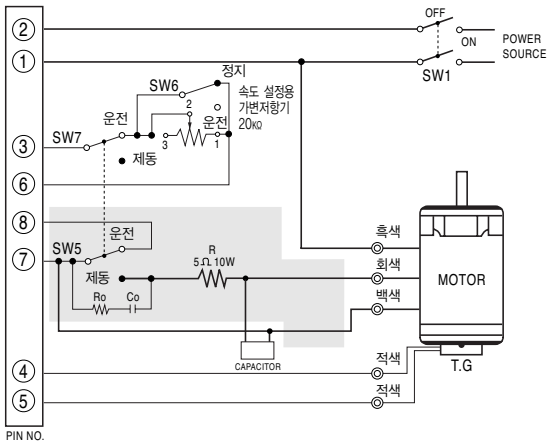 OFF
②
ON
POWER
SOURCE
①
SW1
정지
SW6
속도 설정용
가변저항기
20KΩ
2
운전
운전
③
SW7
3
1
제동
⑥
⑧
운전
SW5
⑦
R
5Ω 10W
제동
Ro
Co
흑색
회색
백색
MOTOR
CAPACITOR
T.G
④
적색
⑤
적색
PIN NO.